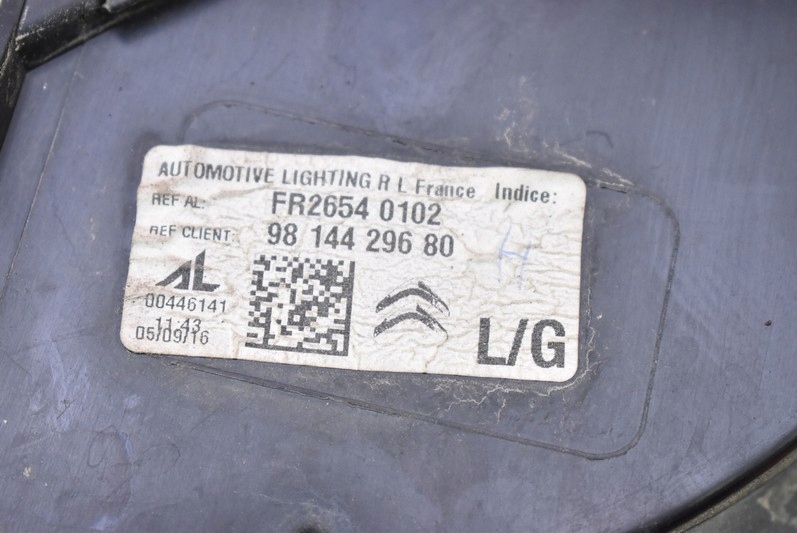 AUTOMOTIVE LIGHTING R L France Indice:
REF AL: FR2654 0102
REF CLIENT: 98 144 296 80
H
AL
00446141
11:43
05/09/16
L/G